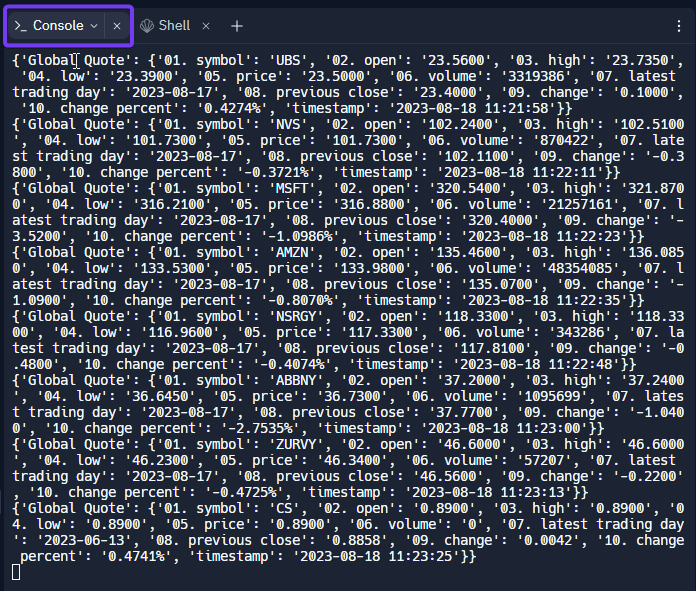 Console
Shell
{'Global Quote': {'01. symbol': 'UBS', '02. open': '23.5600', '03. high': '23.7350',
'04. low': '23.3900', '05. price': '23.5000', '06. volume': '3319386', '07. latest
trading day': '2023-08-17', '08. previous close': '23.4000', '09. change': '0.1000',
'10. change percent': '0.4274%', 'timestamp': '2023-08-18 11:21:58'}}
{'Global Quote': {'01. symbol': 'NVS', '02. open': '102.2400', '03. high': '102.5100'
, '04. low': '101.7300', '05. price': '101.7300', '06. volume': '870422', '07. late
st trading day': '2023-08-17', '08. previous close': '102.1100', '09. change': '-0.3
800', '10. change percent': '-0.3721%', 'timestamp': '2023-08-18 11:22:11'}}
{'Global Quote': {'01. symbol': 'MSFT', '02. open': '320.5400', '03. high': '321.870
0', '04. low': '316.2100', '05. price': '316.8800', '06. volume': '21257161', '07. l
atest trading day': '2023-08-17', '08. previous close': '320.4000', '09. change': '-
3.5200', '10. change percent': '-1.0986%', 'timestamp': '2023-08-18 11:22:23'}}
{'Global Quote': {'01. symbol': 'AMZN', '02. open': '135.4600', '03. high': '136.085
0', '04. low': '133.5300', '05. price': '133.9800', '06. volume': '48354085', '07. l
atest trading day': '2023-08-17', '08. previous close': '135.0700', '09. change': '-
1.0900', '10. change percent': '-0.8070%', 'timestamp': '2023-08-18 11:22:35'}}
{'Global Quote': {'01. symbol': 'NSRGY', '02. open': '118.3300', '03. high': '118.33
00', '04. low': '116.9600', '05. price': '117.3300', '06. volume': '343286', '07. la
test trading day': '2023-08-17', '08. previous close': '117.8100', '09. change': '-0
.4800', '10. change percent': '-0.4074%', 'timestamp': '2023-08-18 11:22:48'}}
{'Global Quote': {'01. symbol': 'ABBNY', '02. open': '37.2000', '03. high': '37.2400'
, '04. low': '36.6450', '05. price': '36.7300', '06. volume': '1095699', '07. lates
t trading day': '2023-08-17', '08. previous close': '37.7700', '09. change': '-1.040
0', '10. change percent': '-2.7535%', 'timestamp': '2023-08-18 11:23:00'}}
{'Global Quote': {'01. symbol': 'ZURVY', '02. open': '46.6000', '03. high': '46.6000'
, '04. low': '46.2300', '05. price': '46.3400', '06. volume': '57207', '07. latest
trading day': '2023-08-17', '08. previous close': '46.5600', '09. change': '-0.2200'
, '10. change percent': '-0.4725%', 'timestamp': '2023-08-18 11:23:13'}}
{'Global Quote': {'01. symbol': 'CS', '02. open': '0.8900', '03. high': '0.8900', '0
4. low': '0.8900', '05. price': '0.8900', '06. volume': '0', '07. latest trading day
': '2023-06-13', '08. previous close': '0.8858', '09. change': '0.0042', '10. change
percent': '0.4741%', 'timestamp': '2023-08-18 11:23:25'}}